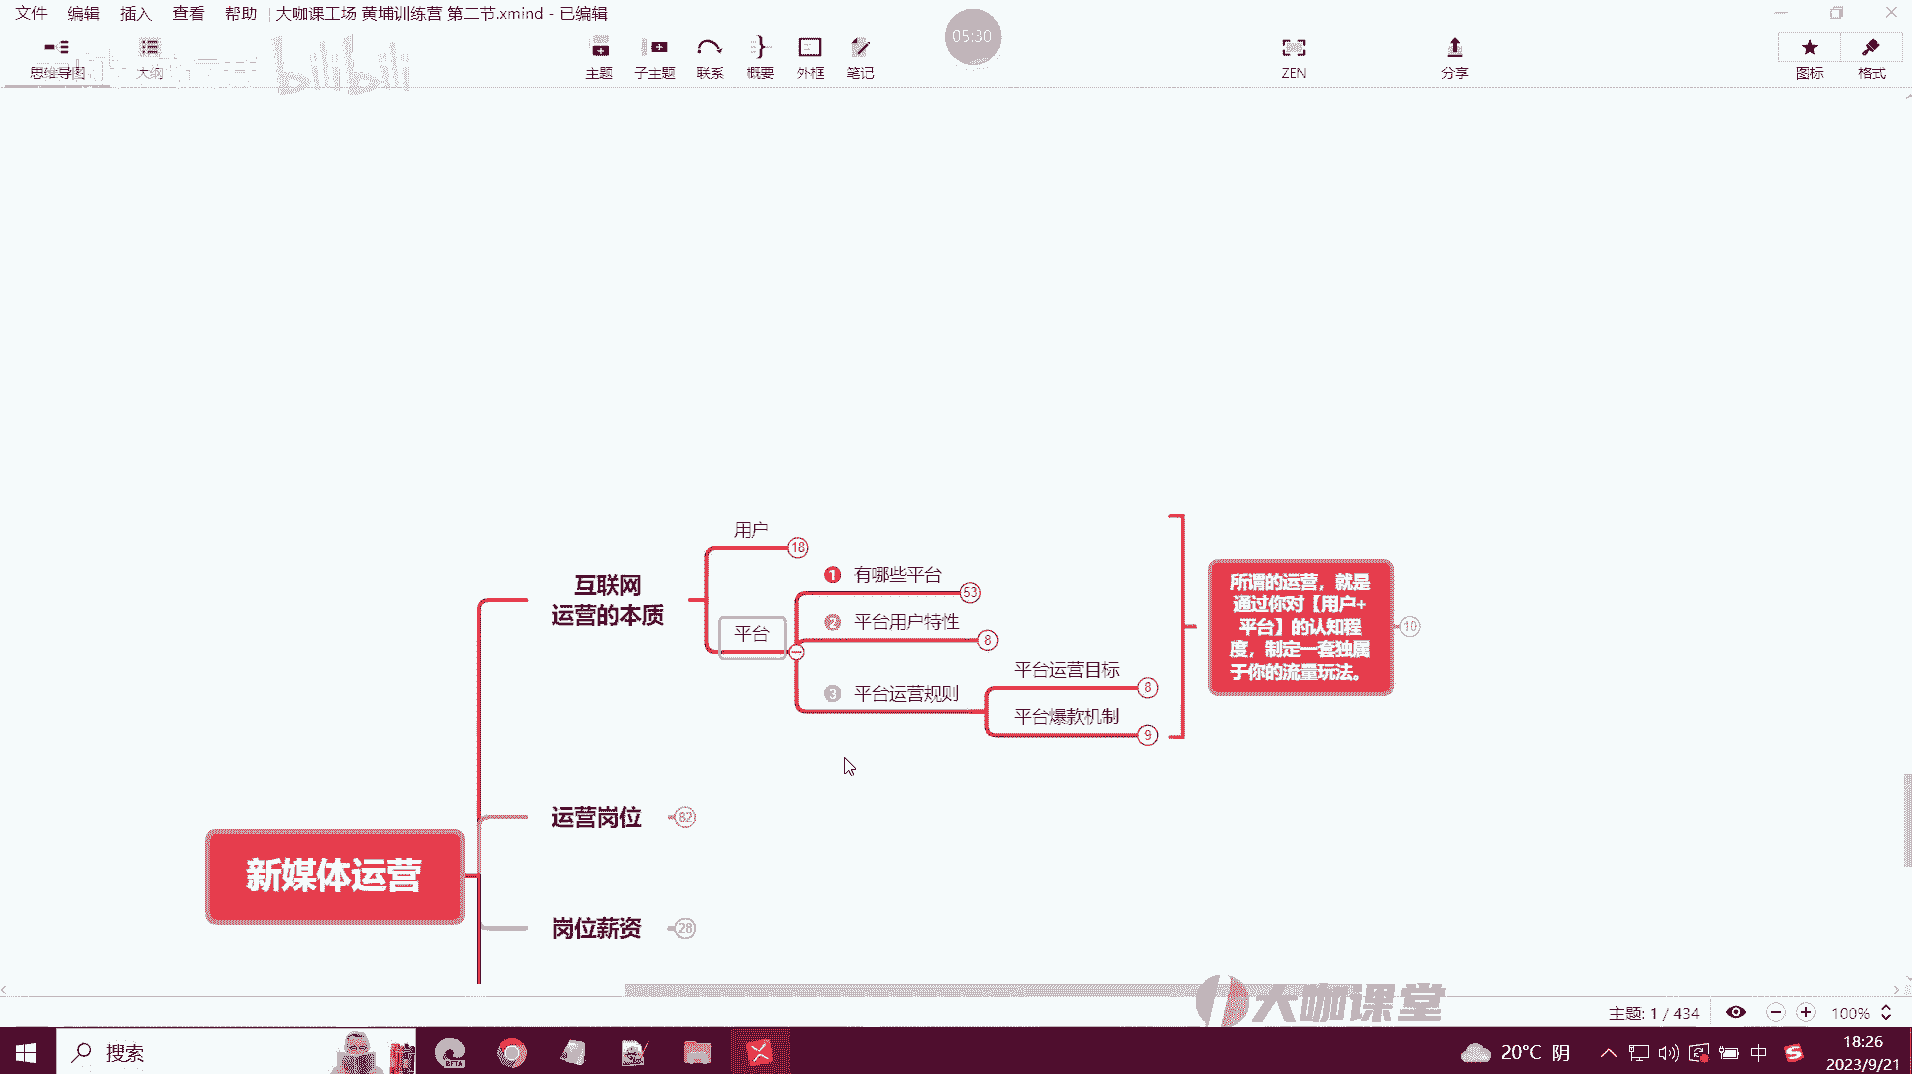 文件 编辑 插入 查看 帮助 大咖课工场 黄埔训练营 第二节.xmind - 已编辑
05:30
思维导图 大纲 主题 子主题 联系 概要 外框 笔记 ZEN 分享 图标 格式
bilibili
用户
18
1 有哪些平台
53
互联网
运营的本质
2 平台用户特性
8
平台
平台运营目标
8
3 平台运营规则
平台爆款机制
9
所谓的运营，就是
通过你对【用户+
平台】的认知程
度，制定一套独属
于你的流量玩法。
10
运营岗位
82
新媒体运营
岗位薪资
28
大咖课堂
主题: 1 / 434
100%
搜索
BETA
20°C 阴
中
18:26
2023/9/21